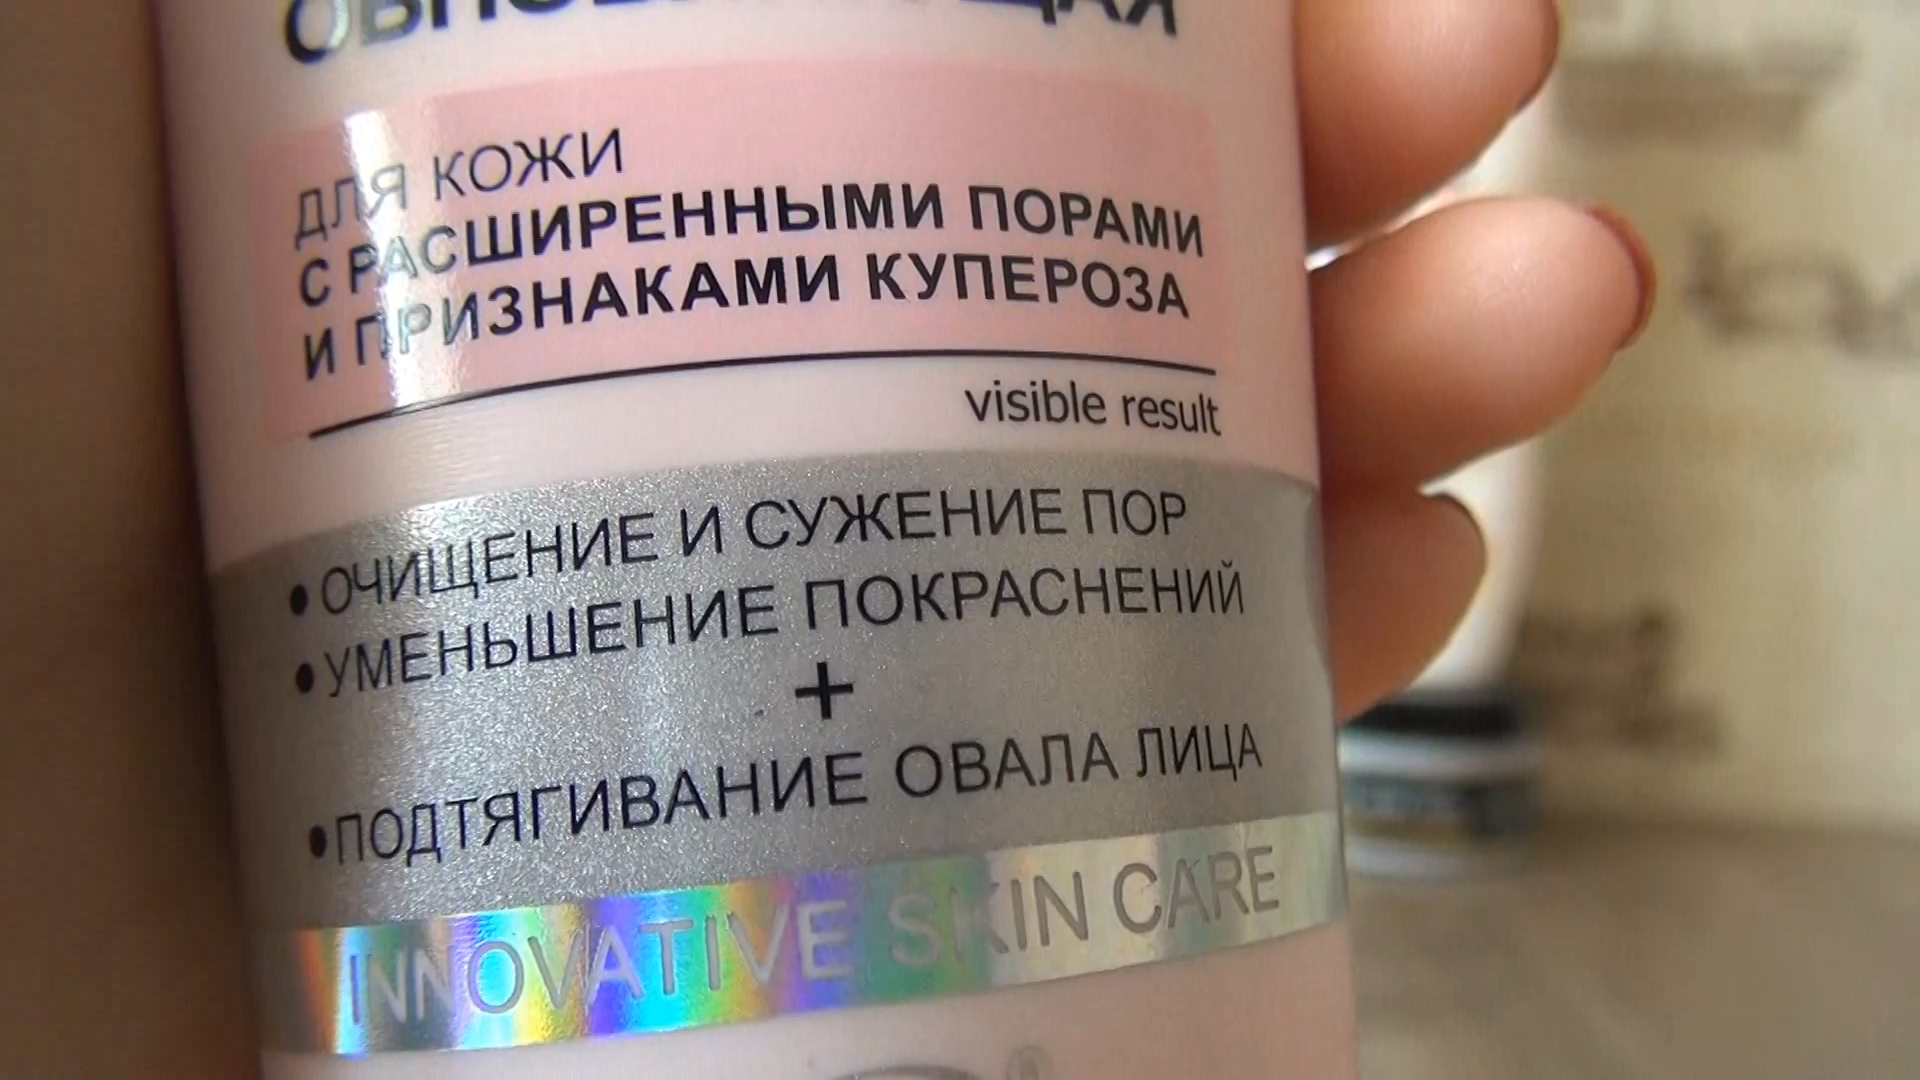 ОБНОВЛЯЮЩАЯ
ДЛЯ КОЖИ
С РАСШИРЕННЫМИ ПОРАМИ
И ПРИЗНАКАМИ КУПЕРОЗА
visible result
• ОЧИЩЕНИЕ И СУЖЕНИЕ ПОР
• УМЕНЬШЕНИЕ ПОКРАСНЕНИЙ
+
• ПОДТЯГИВАНИЕ ОВАЛА ЛИЦА
INNOVATIVE SKIN CARE